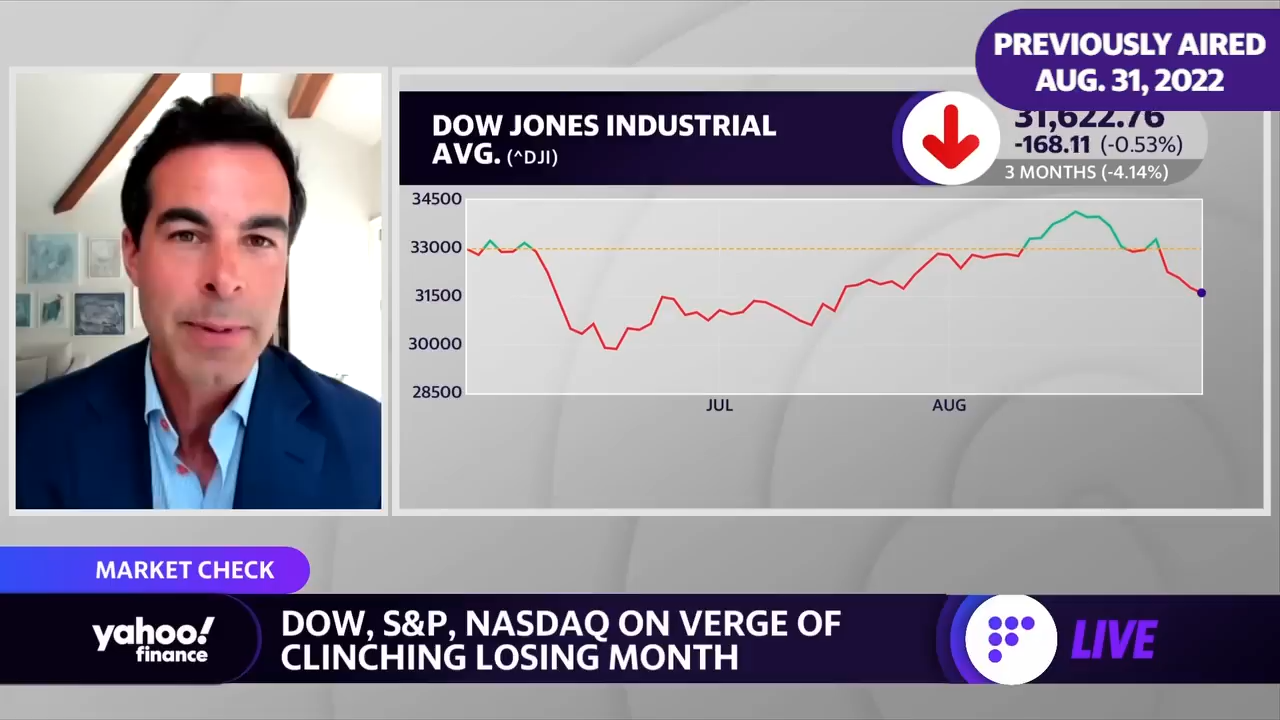 PREVIOUSLY AIRED
AUG. 31, 2022
DOW JONES INDUSTRIAL
AVG. (^DJI)
31,622.76
-168.11 (-0.53%)
3 MONTHS (-4.14%)
34500
33000
31500
30000
28500
JUL
AUG
MARKET CHECK
yahoo!
finance
DOW, S&P, NASDAQ ON VERGE OF
CLINCHING LOSING MONTH
LIVE